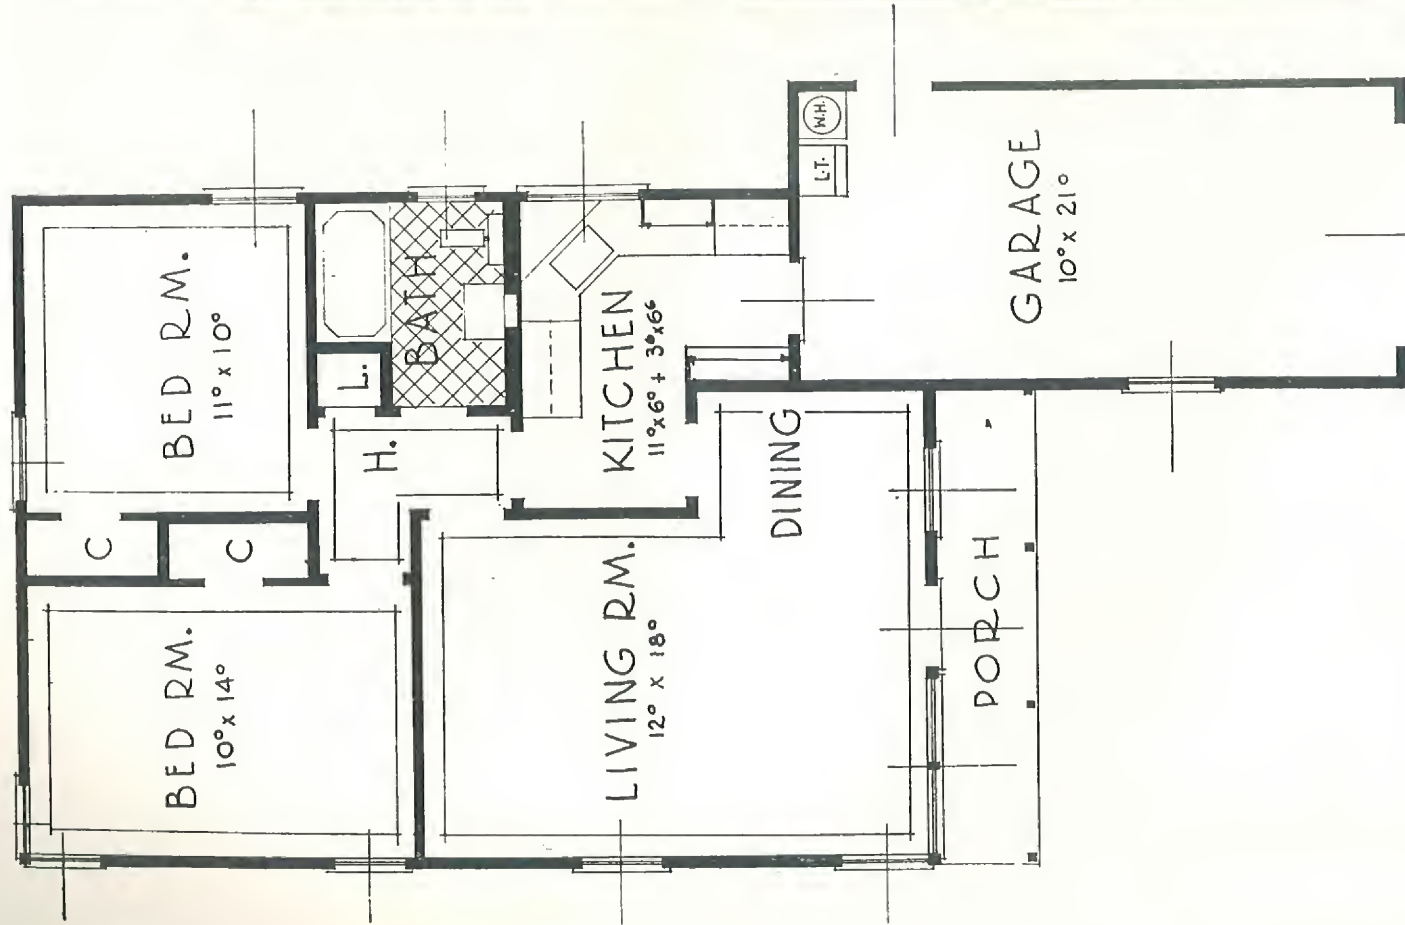 BED RM.
11° x 10°
C
C
BED RM.
10° x 14°
L.
H.
BATH
KITCHEN
11°x6° + 3°x6⁶
LIVING RM.
12° x 18°
DINING
PORCH
W.H.
L.T.
GARAGE
10° x 21°